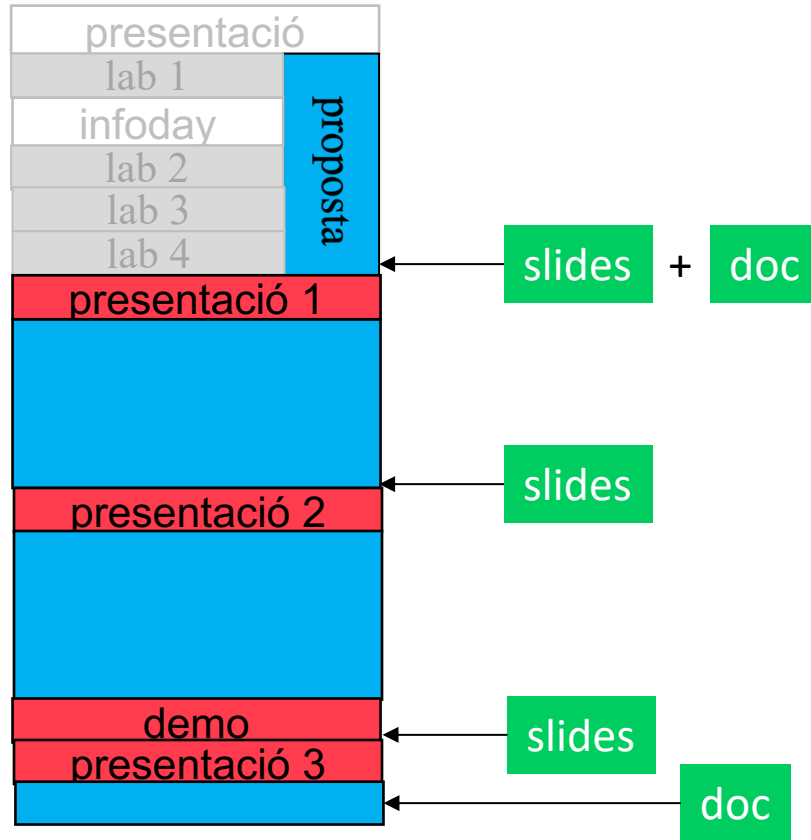 presentació
lab 1
infoday
lab 2
lab 3
lab 4
proposta
slides + doc
presentació 1
slides
presentació 2
demo
slides
presentació 3
doc